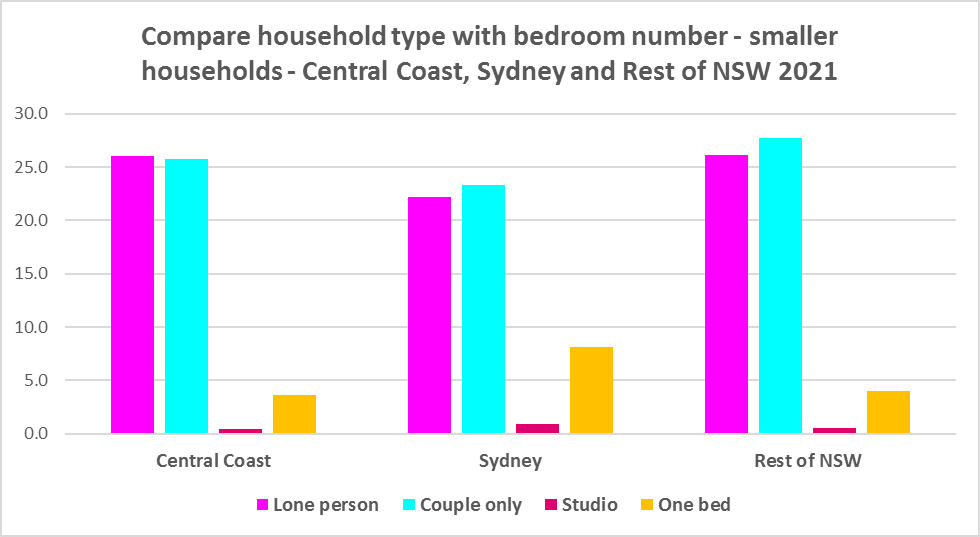 Compare household type with bedroom number - smaller
households - Central Coast, Sydney and Rest of NSW 2021
30.0
25.0
20.0
15.0
10.0
5.0
0.0
Central Coast
Sydney
Rest of NSW
Lone person
Couple only
Studio
One bed